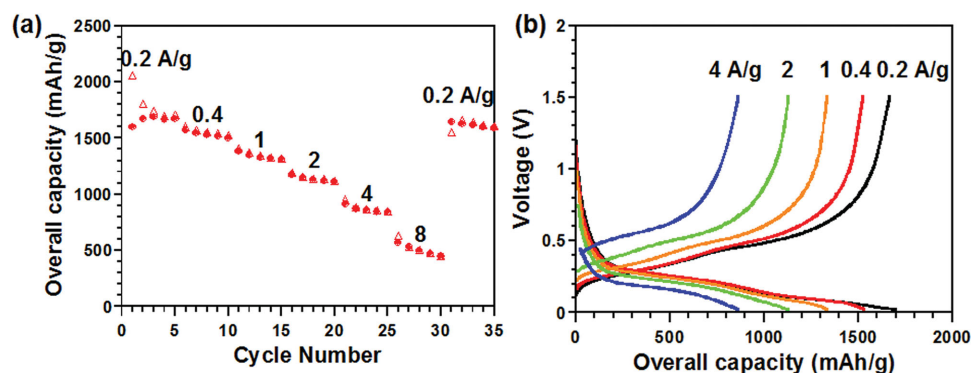 (a)
Overall capacity (mAh/g)
2500
2000
1500
1000
500
0
0.2 A/g
0.4
1
2
4
8
0.2 A/g
0 5 10 15 20 25 30 35
Cycle Number
(b)
Voltage (V)
2
1.5
1
0.5
0
4 A/g 2 1 0.4 0.2 A/g
0 500 1000 1500 2000
Overall capacity (mAh/g)